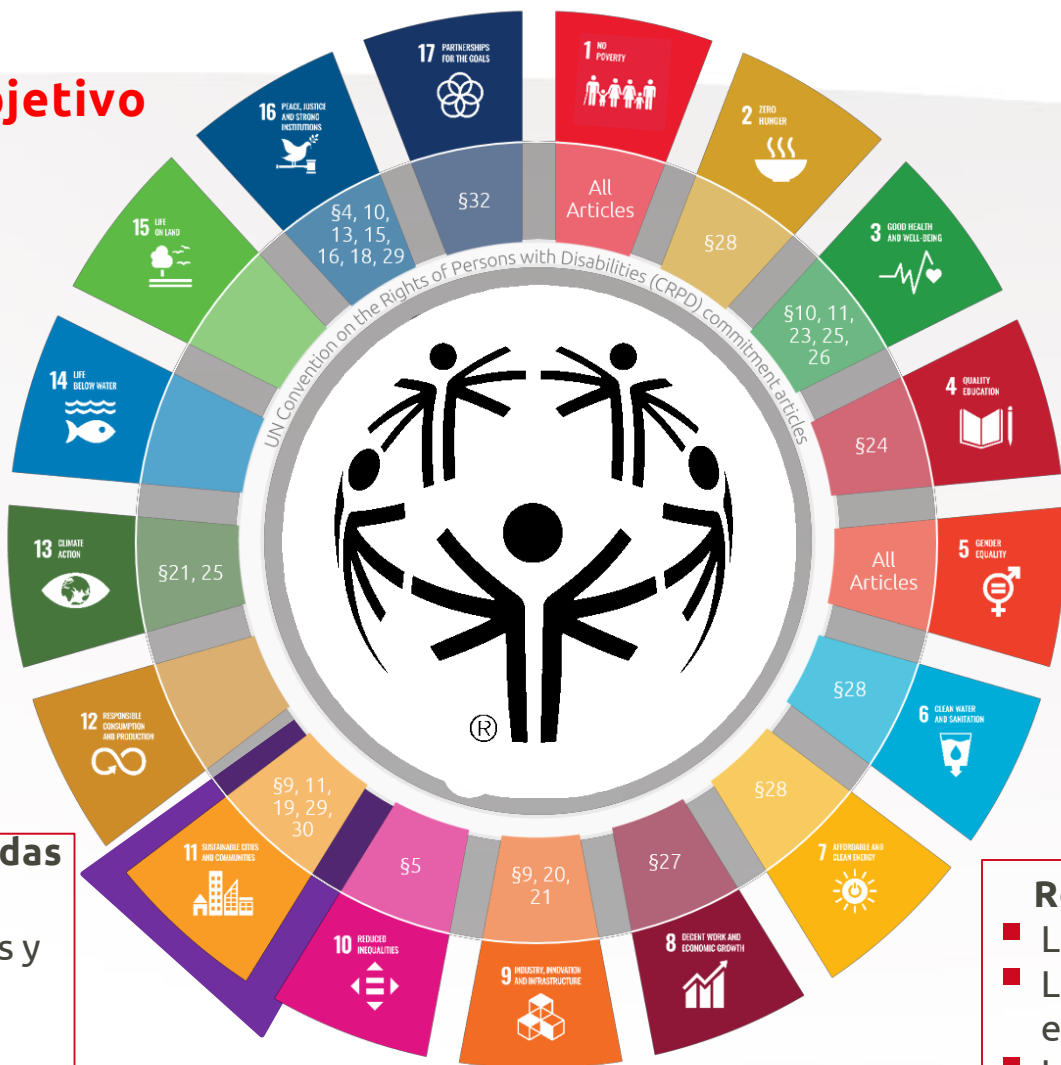 jetivo
1 NO
POVERTY
2 ZERO
HUNGER
3 GOOD HEALTH
AND WELL-BEING
4 QUALITY
EDUCATION
5 GENDER
EQUALITY
6 CLEAN WATER
AND SANITATION
7 AFFORDABLE AND
CLEAN ENERGY
8 DECENT WORK AND
ECONOMIC GROWTH
9 INDUSTRY, INNOVATION
AND INFRASTRUCTURE
10 REDUCED
INEQUALITIES
11 SUSTAINABLE CITIES
AND COMMUNITIES
12 RESPONSIBLE
CONSUMPTION
AND PRODUCTION
13 CLIMATE
ACTION
14 LIFE
BELOW WATER
15 LIFE
ON LAND
16 PEACE, JUSTICE
AND STRONG
INSTITUTIONS
17 PARTNERSHIPS
FOR THE GOALS
All
Articles
§28
§10, 11,
23, 25,
26
§24
All
Articles
§28
§28
§27
§9, 20,
21
§5
§9, 11,
19, 29,
30
§21, 25
§4, 10,
13, 15,
16, 18, 29
§32
UN Convention on the Rights of Persons with Disabilities (CRPD) commitment articles
®
das
s y
R
L
L
e